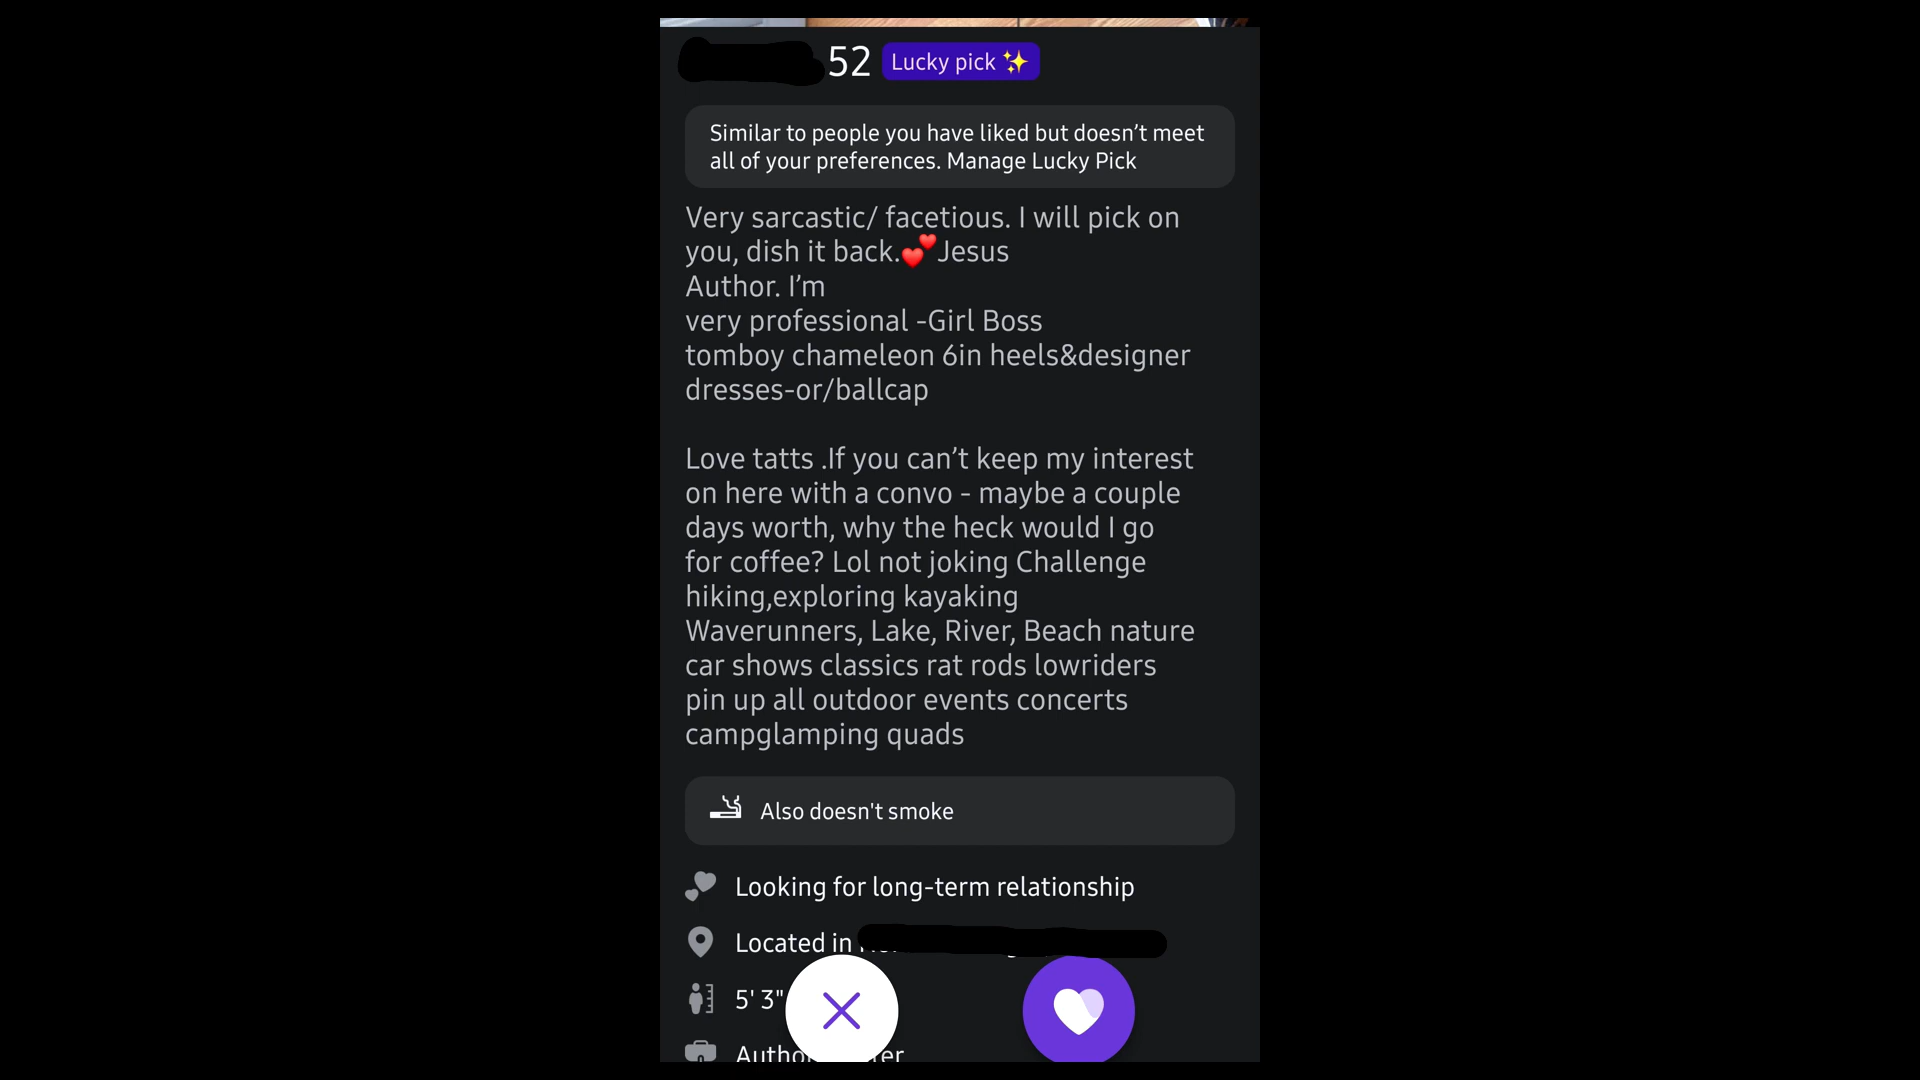 52 Lucky pick ✨
Similar to people you have liked but doesn’t meet
all of your preferences. Manage Lucky Pick
Very sarcastic/ facetious. I will pick on
you, dish it back.💕Jesus
Author. I’m
very professional -Girl Boss
tomboy chameleon 6in heels&designer
dresses-or/ballcap
Love tatts .If you can’t keep my interest
on here with a convo - maybe a couple
days worth, why the heck would I go
for coffee? Lol not joking Challenge
hiking,exploring kayaking
Waverunners, Lake, River, Beach nature
car shows classics rat rods lowriders
pin up all outdoor events concerts
campglamping quads
Also doesn't smoke
Looking for long-term relationship
Located in
5' 3"